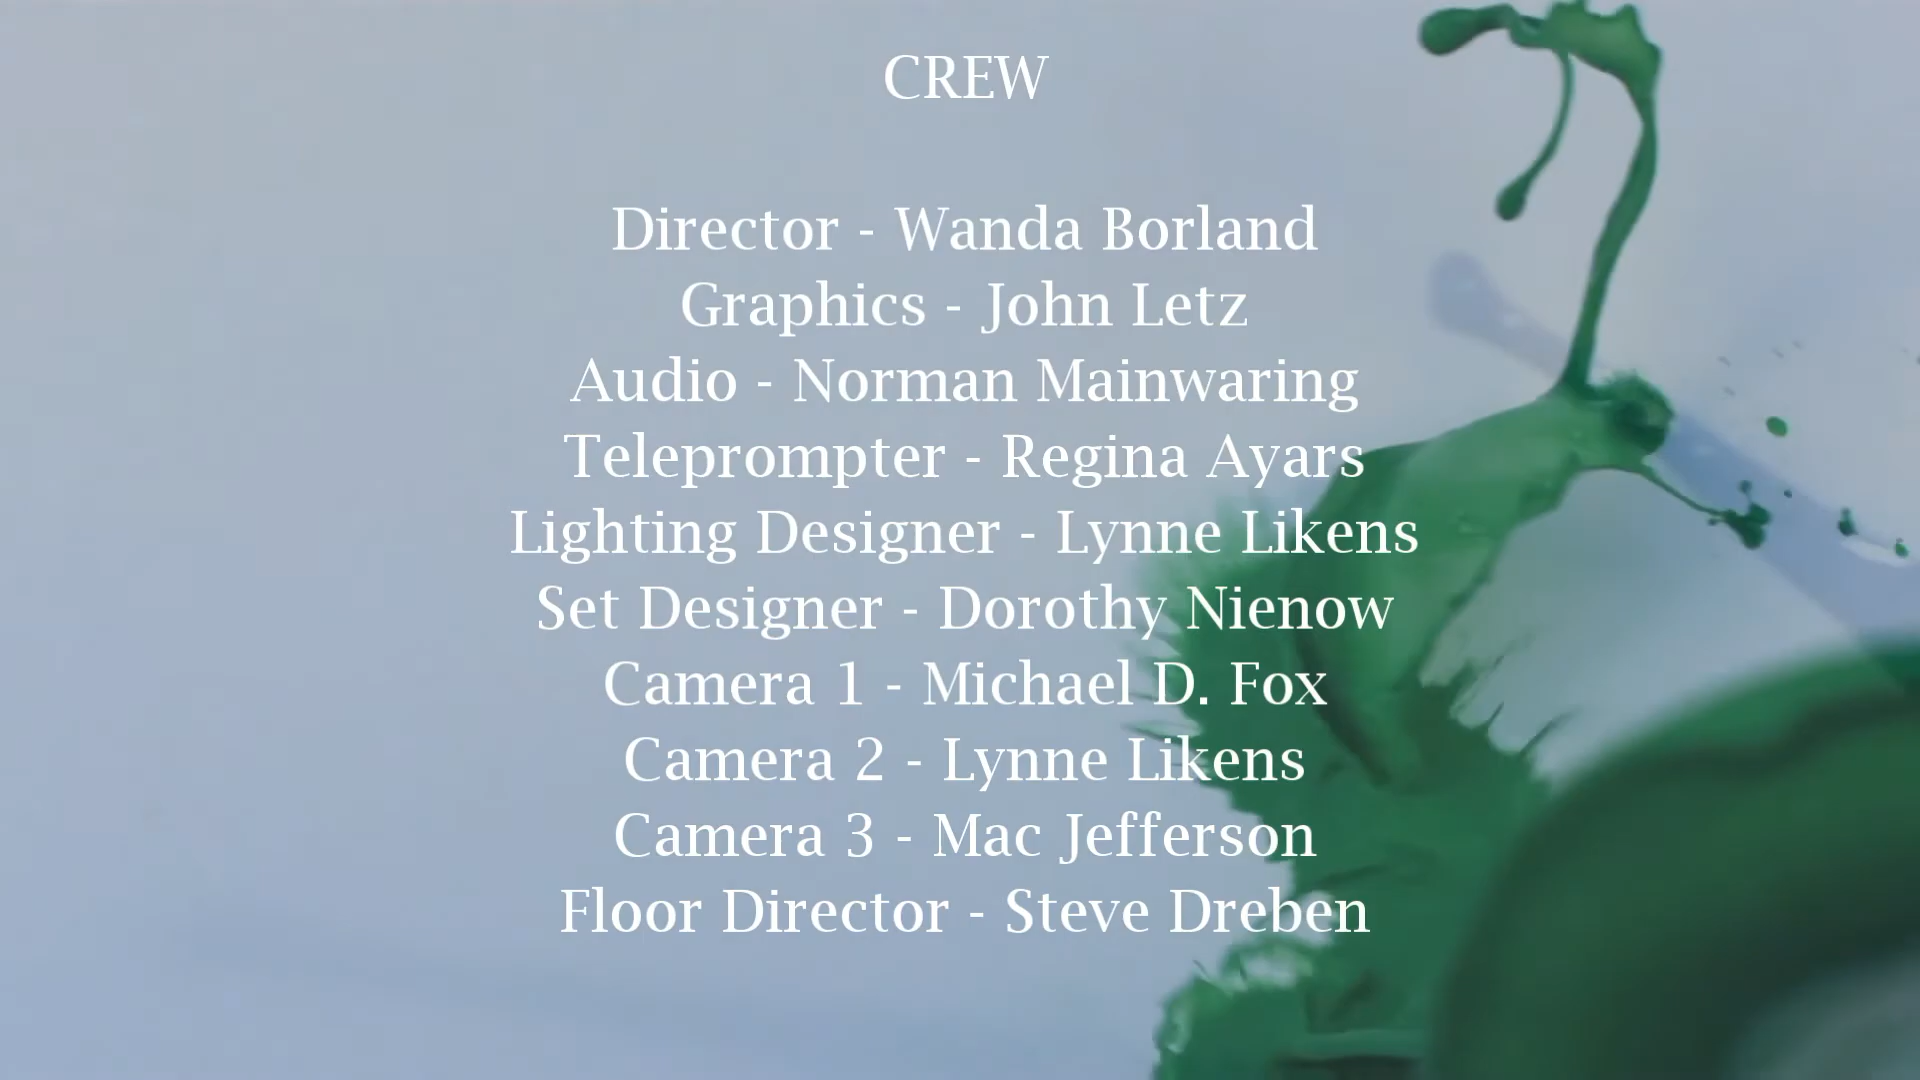 CREW
Director - Wanda Borland
Graphics - John Letz
Audio - Norman Mainwaring
Teleprompter - Regina Ayars
Lighting Designer - Lynne Likens
Set Designer - Dorothy Nienow
Camera 1 - Michael D. Fox
Camera 2 - Lynne Likens
Camera 3 - Mac Jefferson
Floor Director - Steve Dreben